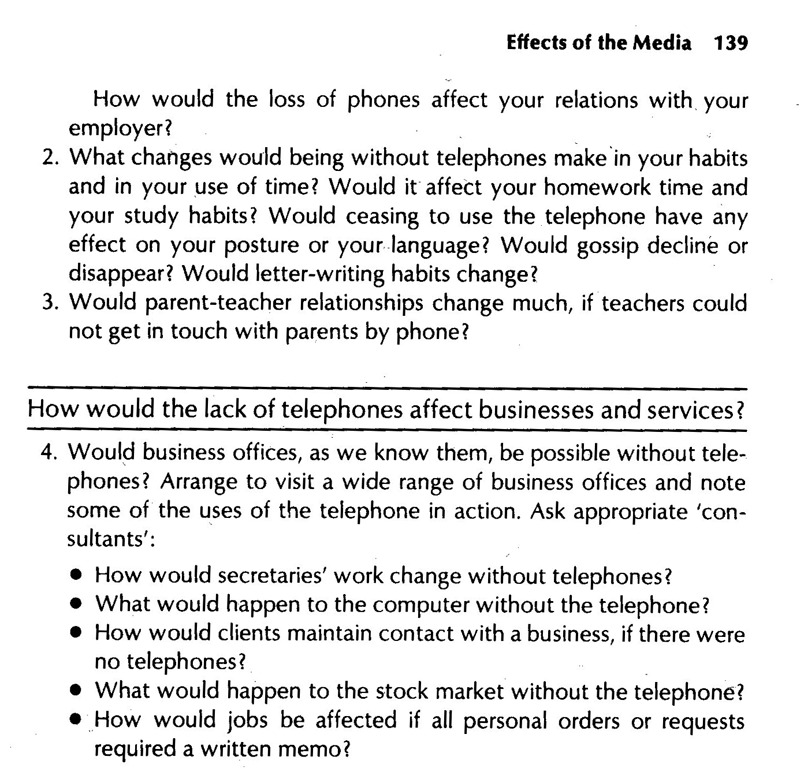 Effects of the Media 139
How would the loss of phones affect your relations with your
employer?
2. What changes would being without telephones make in your habits
and in your use of time? Would it affect your homework time and
your study habits? Would ceasing to use the telephone have any
effect on your posture or your language? Would gossip decline or
disappear? Would letter-writing habits change?
3. Would parent-teacher relationships change much, if teachers could
not get in touch with parents by phone?
How would the lack of telephones affect businesses and services?
4. Would business offices, as we know them, be possible without tele-
phones? Arrange to visit a wide range of business offices and note
some of the uses of the telephone in action. Ask appropriate 'con-
sultants':
• How would secretaries' work change without telephones?
• What would happen to the computer without the telephone?
• How would clients maintain contact with a business, if there were
no telephones?
• What would happen to the stock market without the telephone?
• How would jobs be affected if all personal orders or requests
required a written memo?